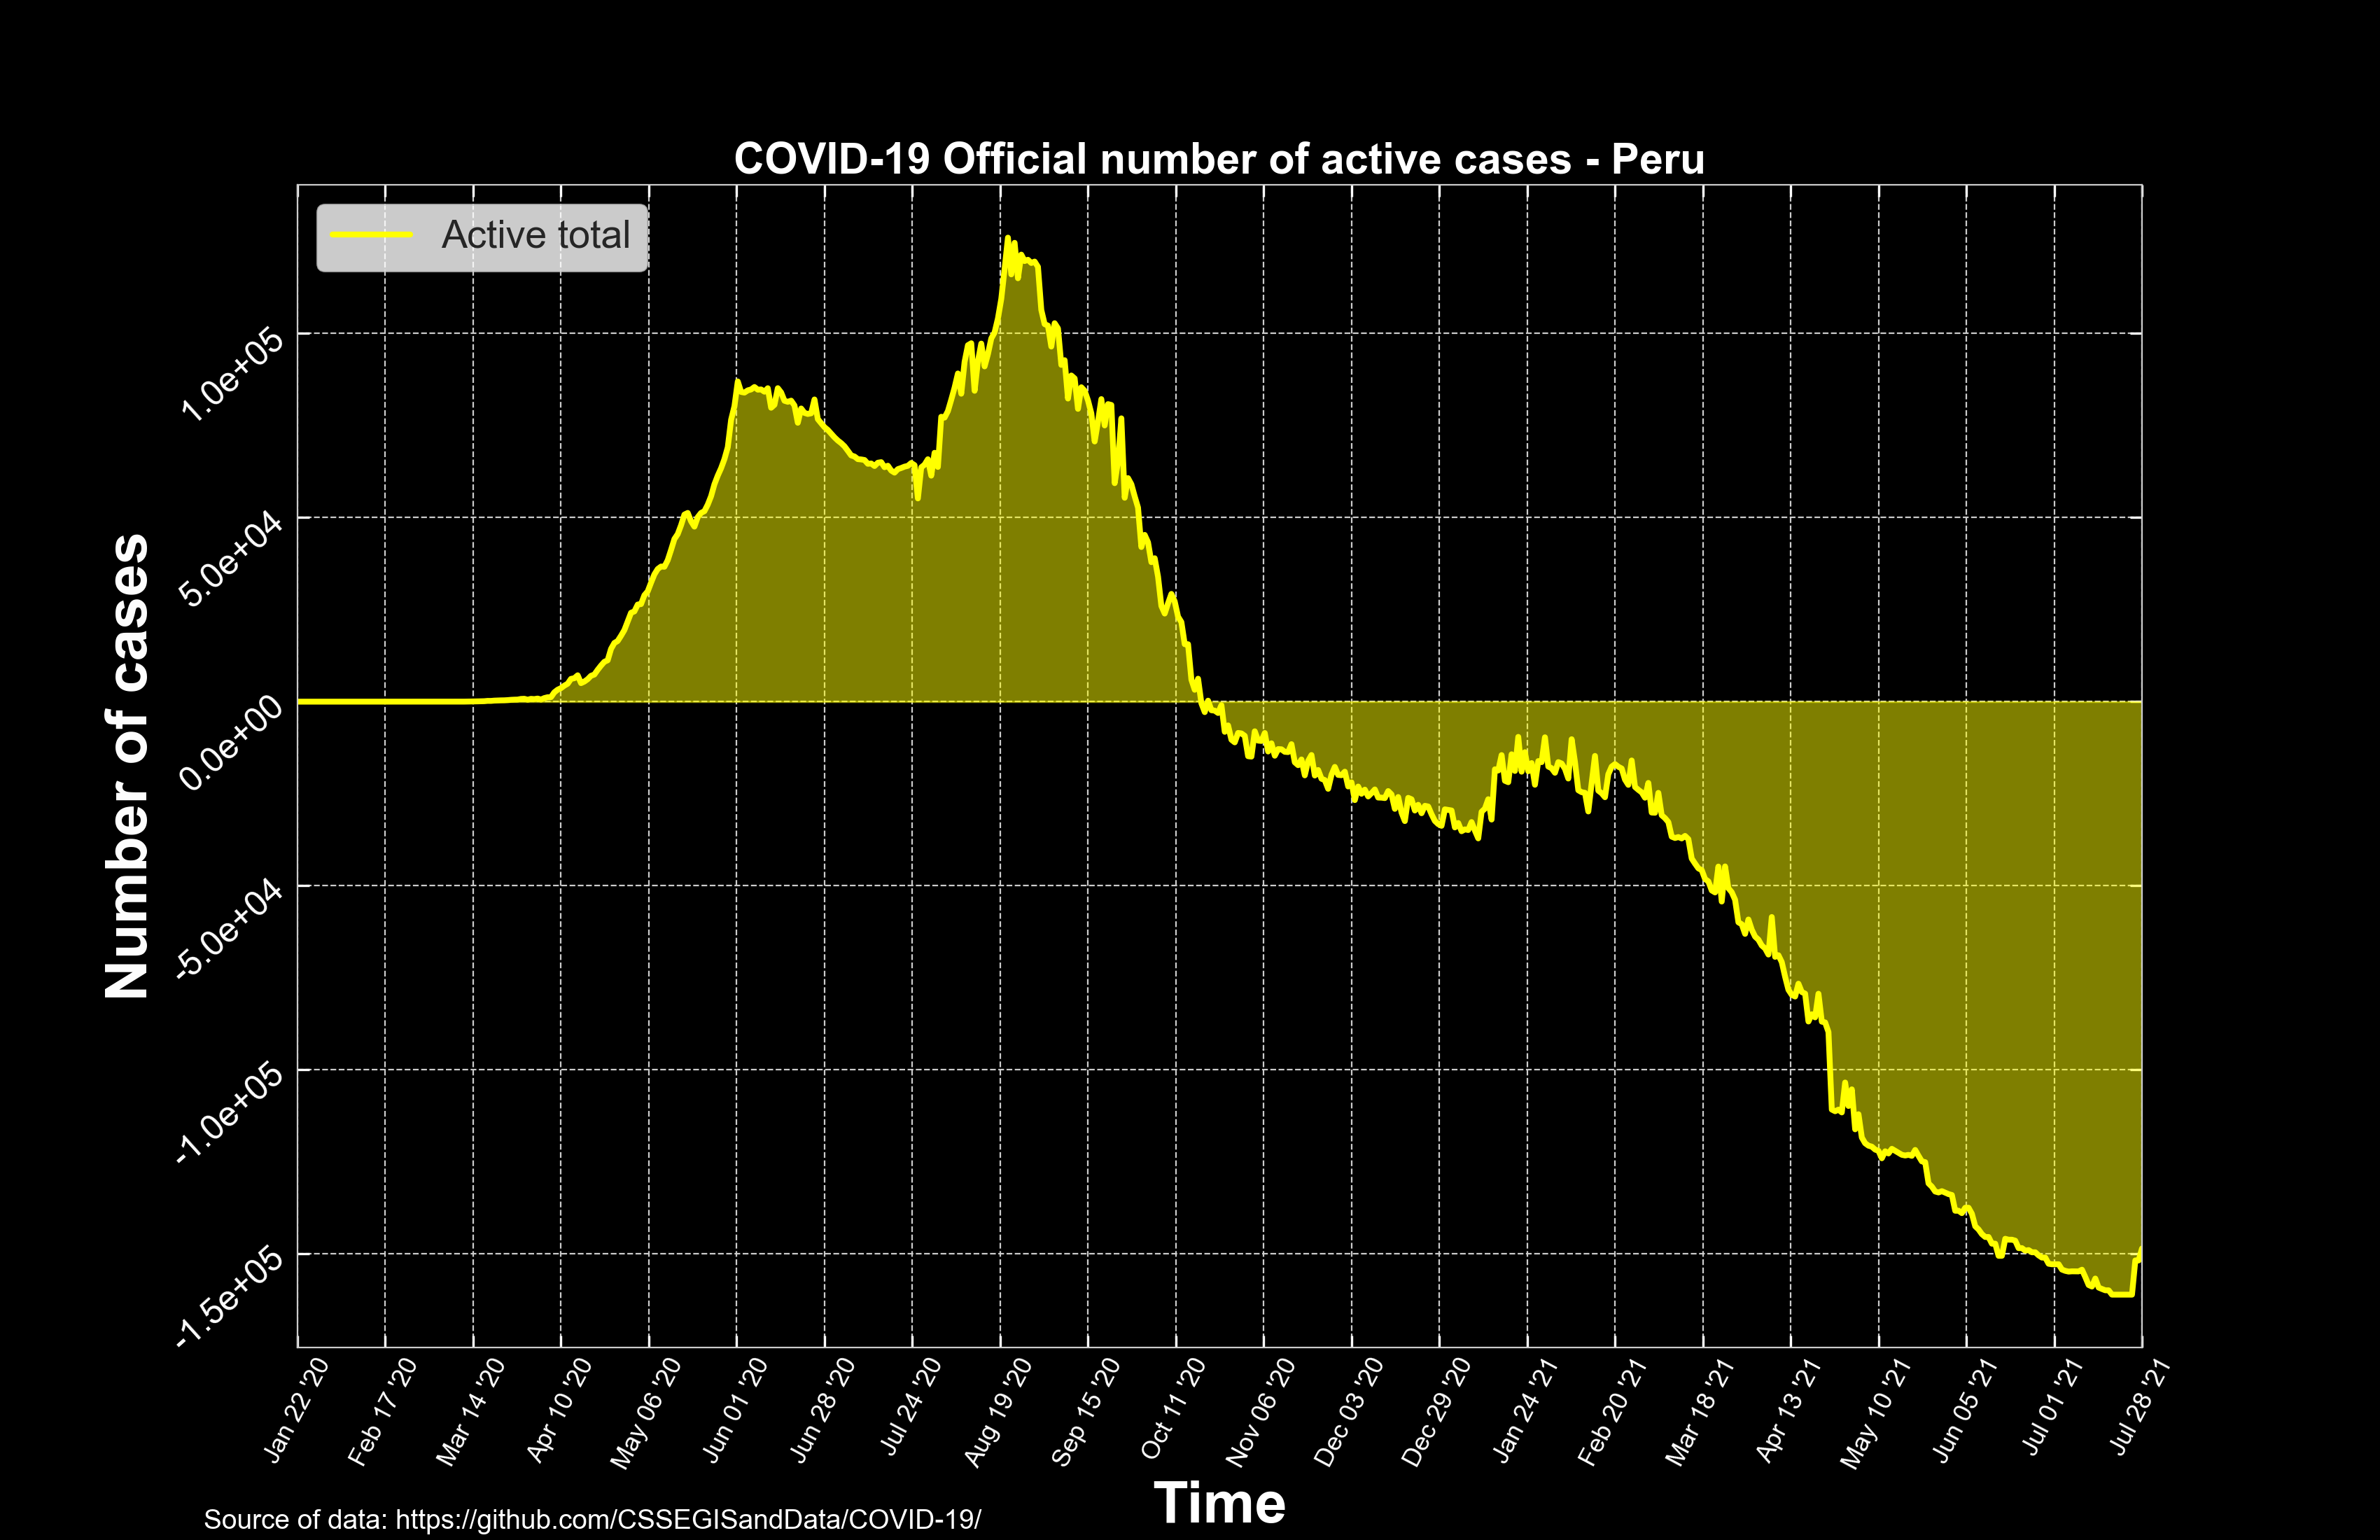 COVID-19 Official number of active cases - Peru
Active total
Number of cases
1.0e+05
5.0e+04
0.0e+00
-5.0e+04
-1.0e+05
-1.5e+05
Jan 22 '20
Feb 17 '20
Mar 14 '20
Apr 10 '20
May 06 '20
Jun 01 '20
Jun 28 '20
Jul 24 '20
Aug 19 '20
Sep 15 '20
Oct 11 '20
Nov 06 '20
Dec 03 '20
Dec 29 '20
Jan 24 '21
Feb 20 '21
Mar 18 '21
Apr 13 '21
May 10 '21
Jun 05 '21
Jul 01 '21
Jul 28 '21
Time
Source of data: https://github.com/CSSEGISandData/COVID-19/